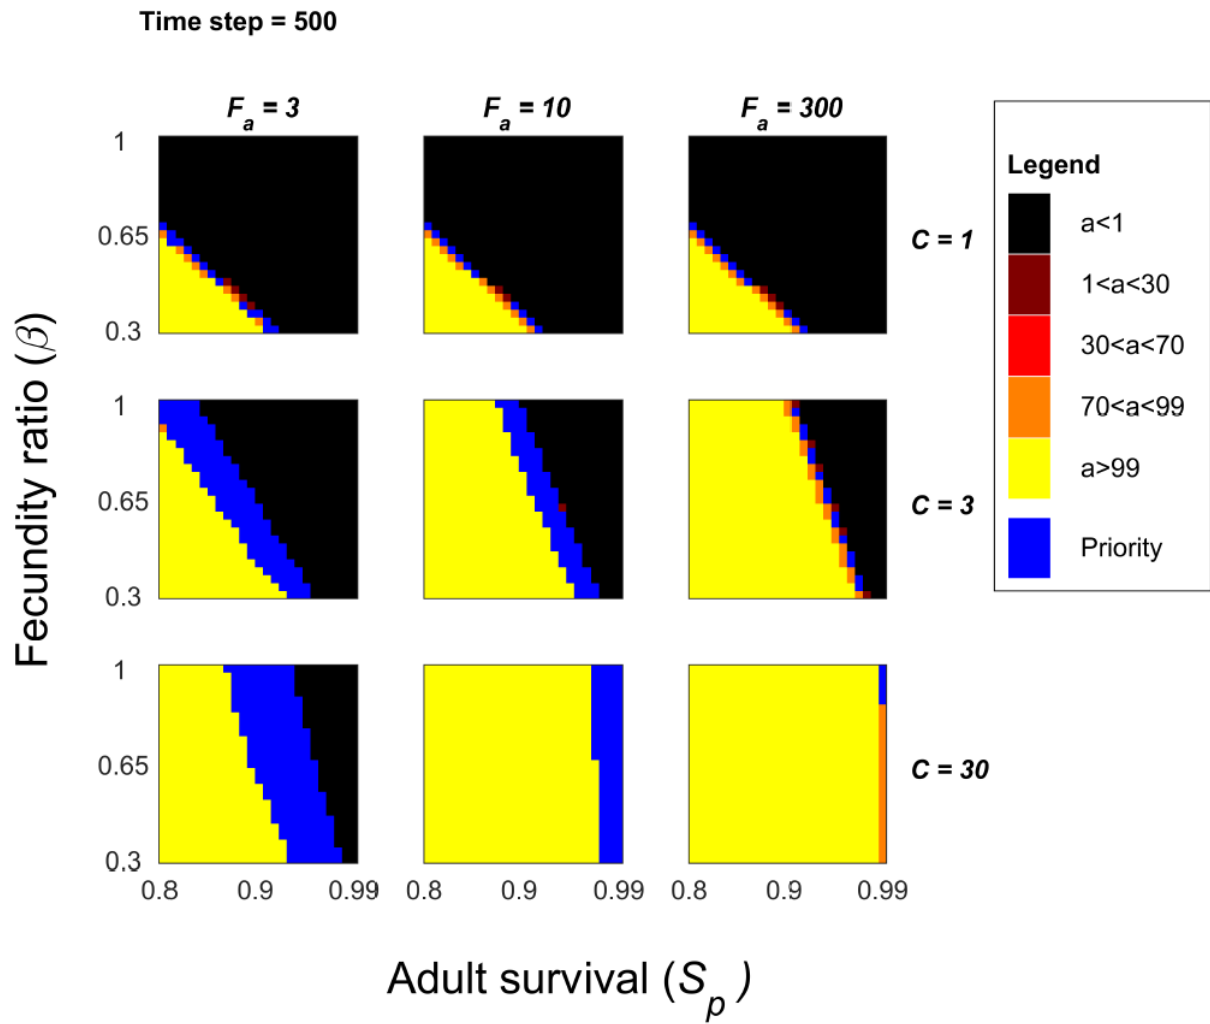 Time step = 500
F_a = 3
F_a = 10
F_a = 300
Legend
a<1
1<a<30
30<a<70
70<a<99
a>99
Priority
1
0.65
0.3
C = 1
1
0.65
0.3
C = 3
1
0.65
0.3
C = 30
0.8 0.9 0.99
0.8 0.9 0.99
0.8 0.9 0.99
Fecundity ratio (β)
Adult survival (S_p)